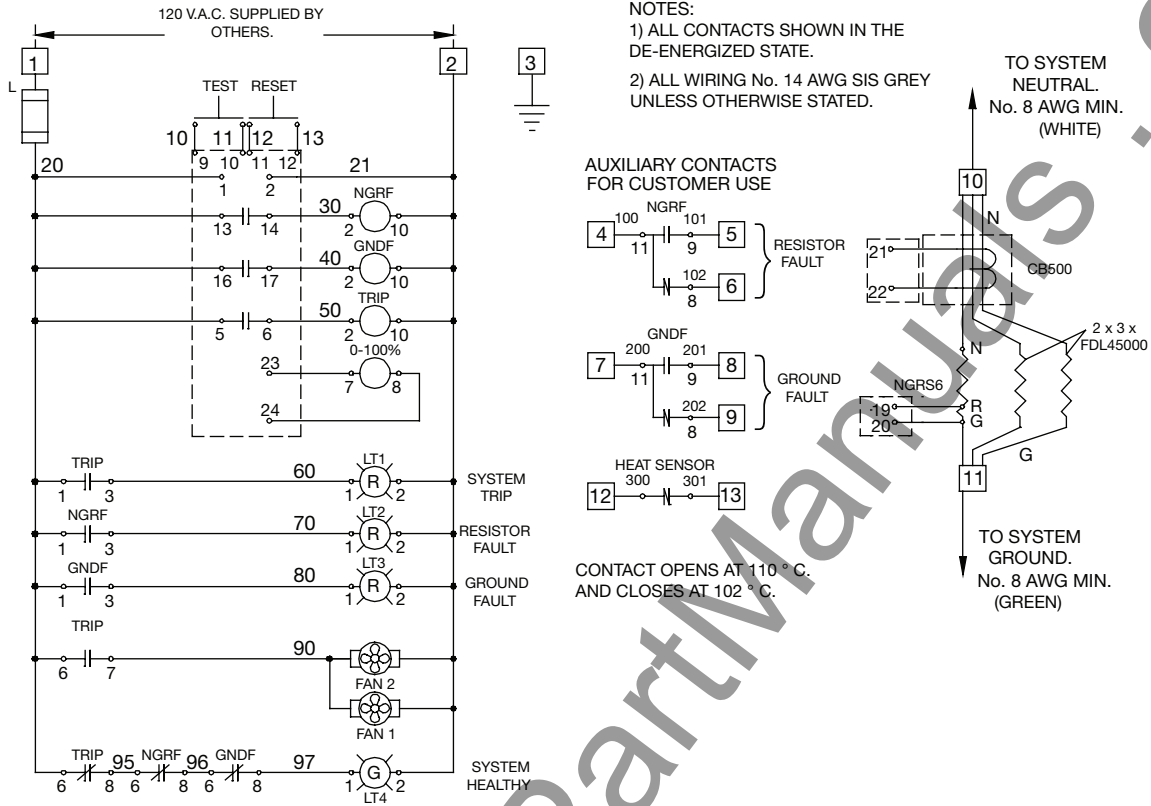 120 V.A.C. SUPPLIED BY
OTHERS.
1
2
3
L
TEST RESET
10 11 12 13
9 10 11 12
20 21
1 2
NGRF
30
13 14 2 10
GNDF
40
16 17 2 10
TRIP
50
5 6 2 10
0-100%
23
7 8
24
TRIP 60 LT1
R
1 3 1 2
SYSTEM
TRIP
NGRF 70 LT2
R
1 3 1 2
RESISTOR
FAULT
GNDF 80 LT3
R
1 3 1 2
GROUND
FAULT
TRIP
90
6 7
FAN 2
FAN 1
TRIP 95 NGRF 96 GNDF 97
G
6 8 6 8 6 8 1 2
LT4
SYSTEM
HEALTHY
NOTES:
1) ALL CONTACTS SHOWN IN THE
DE-ENERGIZED STATE.
2) ALL WIRING No. 14 AWG SIS GREY
UNLESS OTHERWISE STATED.
AUXILIARY CONTACTS
FOR CUSTOMER USE
NGRF
4 100 101 5
11 9
102 6
8
RESISTOR
FAULT
GNDF
7 200 201 8
11 9
202 9
8
GROUND
FAULT
HEAT SENSOR
12 300 301 13
CONTACT OPENS AT 110 ° C.
AND CLOSES AT 102 ° C.
TO SYSTEM
NEUTRAL.
No. 8 AWG MIN.
(WHITE)
10
N
21
22
CB500
2 x 3 x
FDL45000
N
NGRS6
19 R
20 G
G
11
TO SYSTEM
GROUND.
No. 8 AWG MIN.
(GREEN)
PartManuals